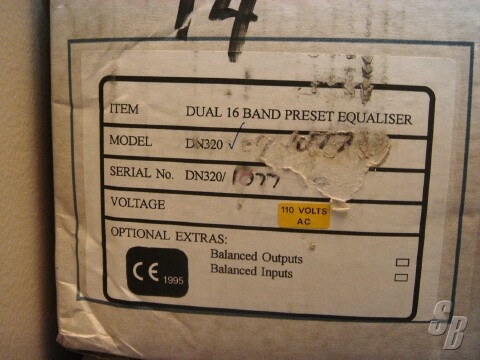 14
ITEM DUAL 16 BAND PRESET EQUALISER
MODEL DN320
SERIAL No. DN320/ 1077
VOLTAGE 110 VOLTS AC
OPTIONAL EXTRAS:
Balanced Outputs
Balanced Inputs
CE 1995
SB